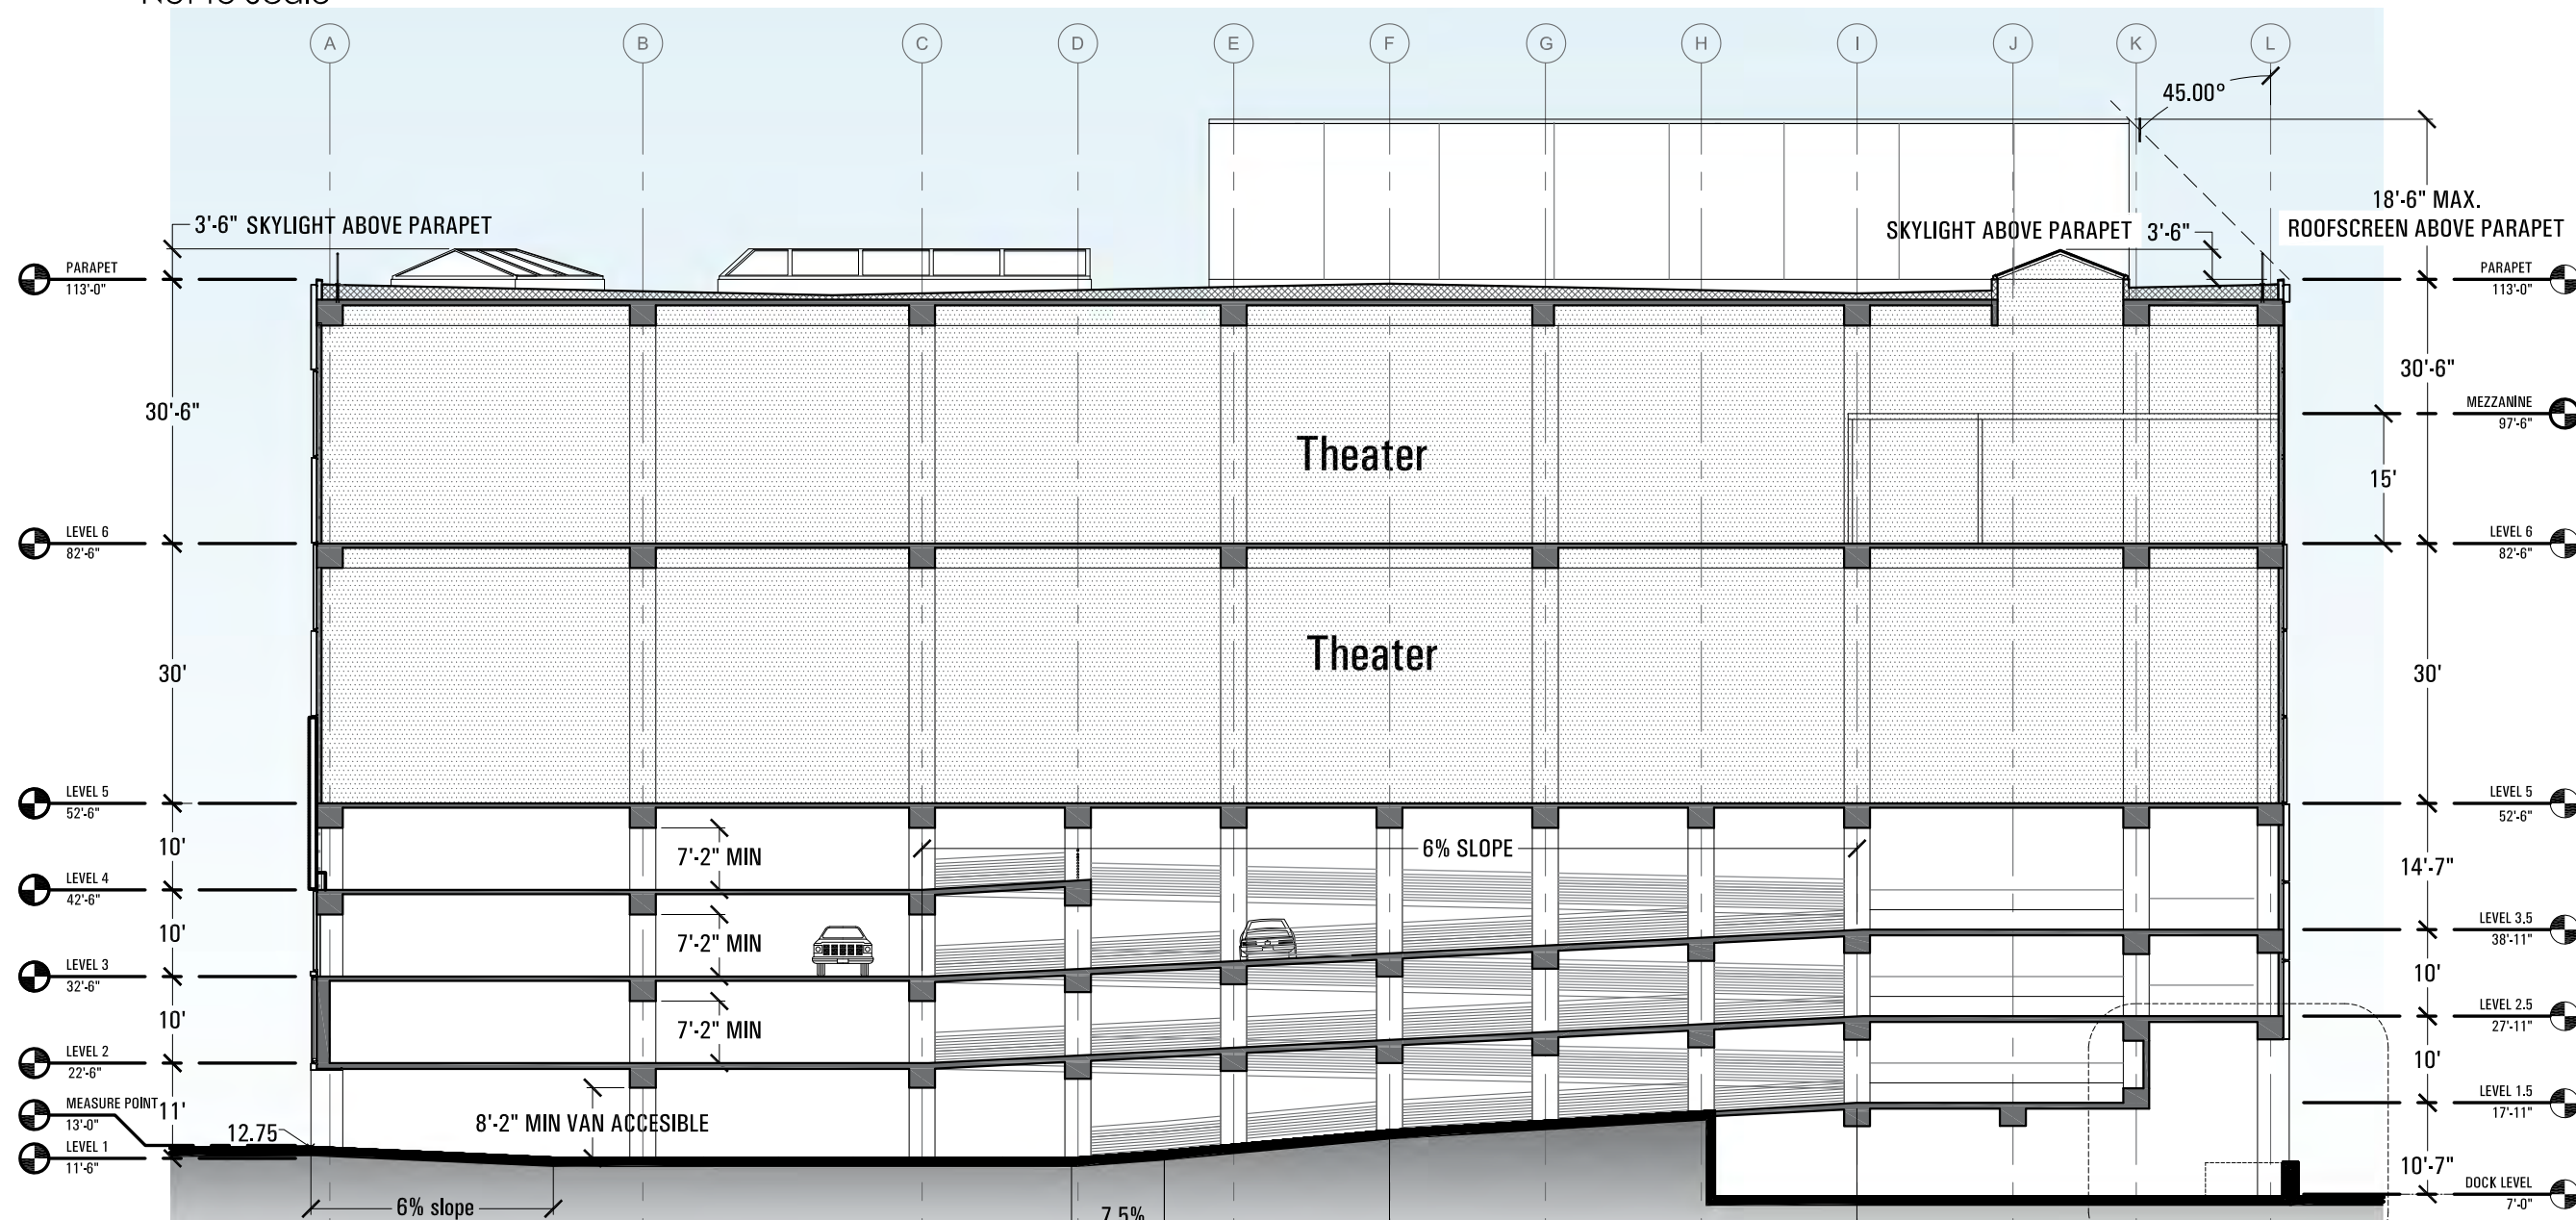 Not to Scale
A B C D E F G H I J K L
45.00°
18'-6" MAX.
ROOFSCREEN ABOVE PARAPET
3'-6" SKYLIGHT ABOVE PARAPET
SKYLIGHT ABOVE PARAPET 3'-6"
PARAPET
113'-0"
PARAPET
113'-0"
30'-6"
30'-6"
MEZZANINE
97'-6"
Theater
15'
LEVEL 6
82'-6"
LEVEL 6
82'-6"
Theater
30'
30'
LEVEL 5
52'-6"
LEVEL 5
52'-6"
10'
7'-2" MIN
6% SLOPE
14'-7"
LEVEL 4
42'-6"
LEVEL 3.5
38'-11"
10'
7'-2" MIN
10'
LEVEL 3
32'-6"
LEVEL 2.5
27'-11"
10'
7'-2" MIN
10'
LEVEL 2
22'-6"
LEVEL 1.5
17'-11"
MEASURE POINT
13'-0"
11'
12.75
8'-2" MIN VAN ACCESIBLE
LEVEL 1
11'-6"
10'-7"
DOCK LEVEL
7'-0"
6% slope
7.5%